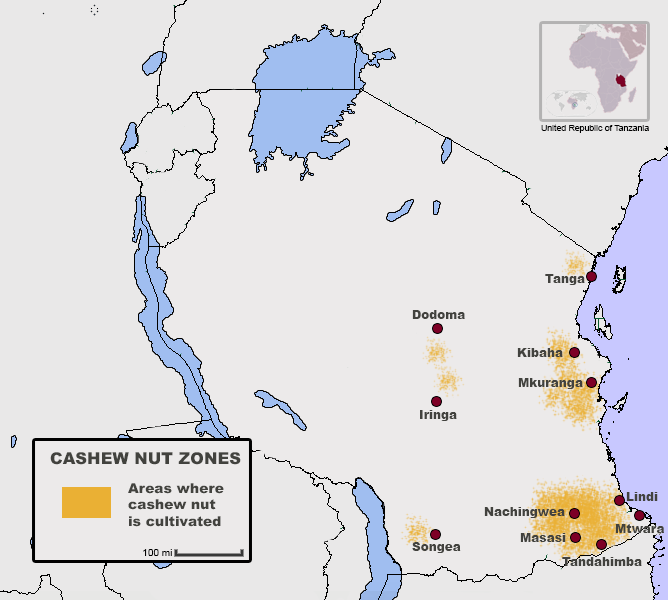 United Republic of Tanzania
Tanga
Dodoma
Kibaha
Mkuranga
Iringa
CASHEW NUT ZONES
Areas where
cashew nut
is cultivated
100 mi
Lindi
Nachingwea
Mtwara
Masasi
Songea
Tandahimba